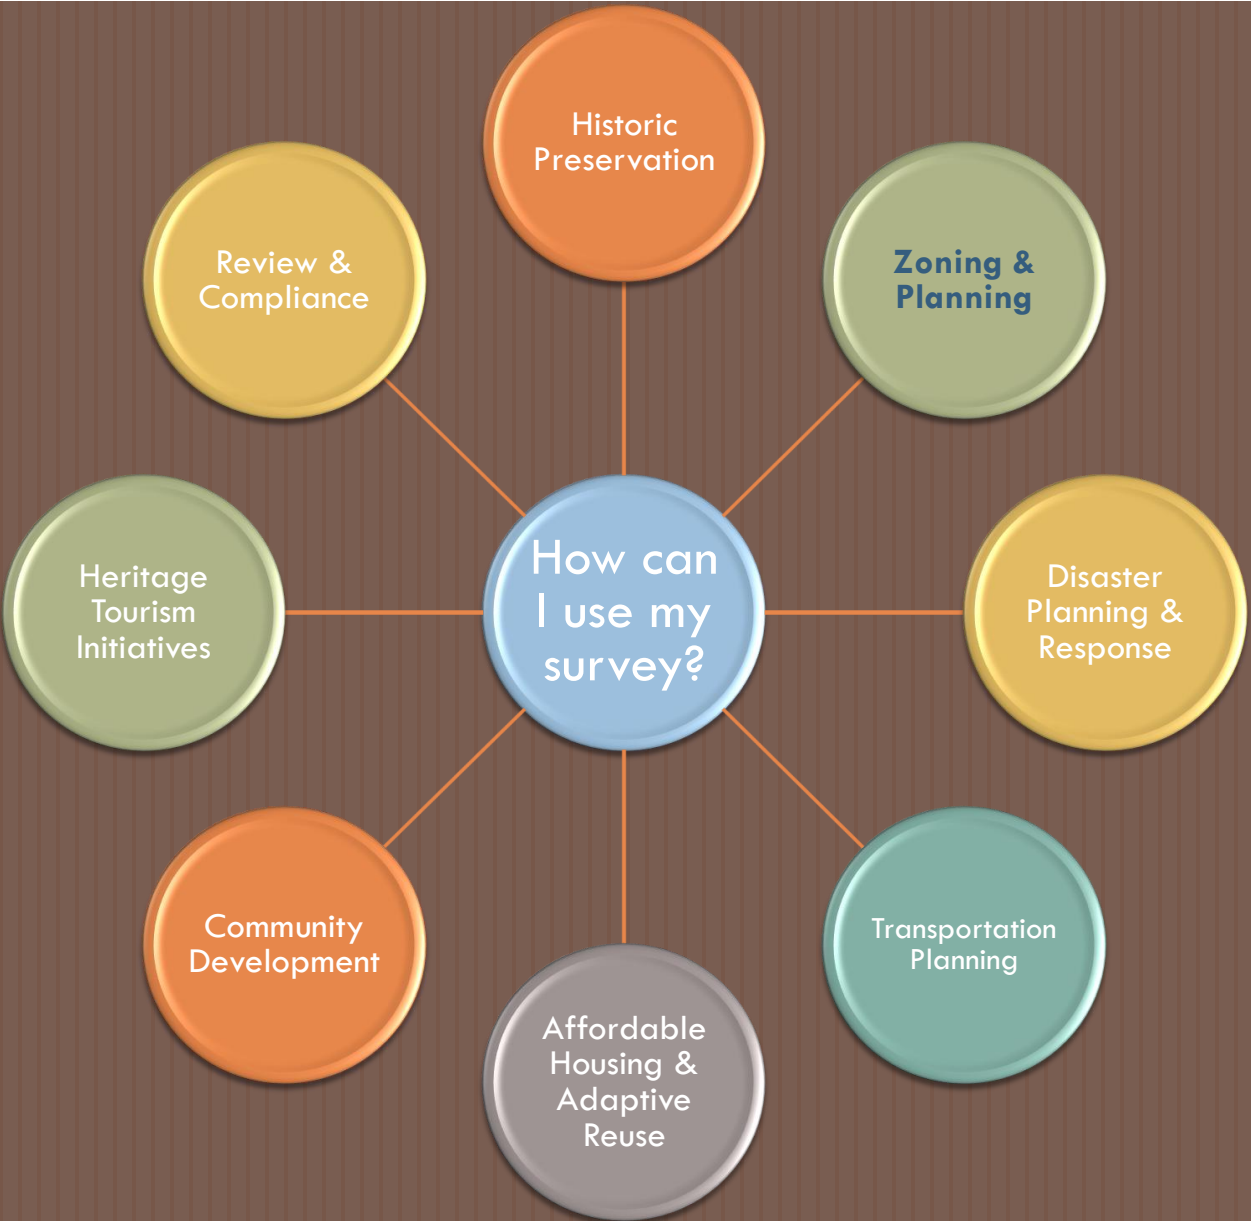 Historic
Preservation
Zoning &
Planning
Disaster
Planning &
Response
Transportation
Planning
Affordable
Housing &
Adaptive
Reuse
Community
Development
Heritage
Tourism
Initiatives
Review &
Compliance
How can
I use my
survey?